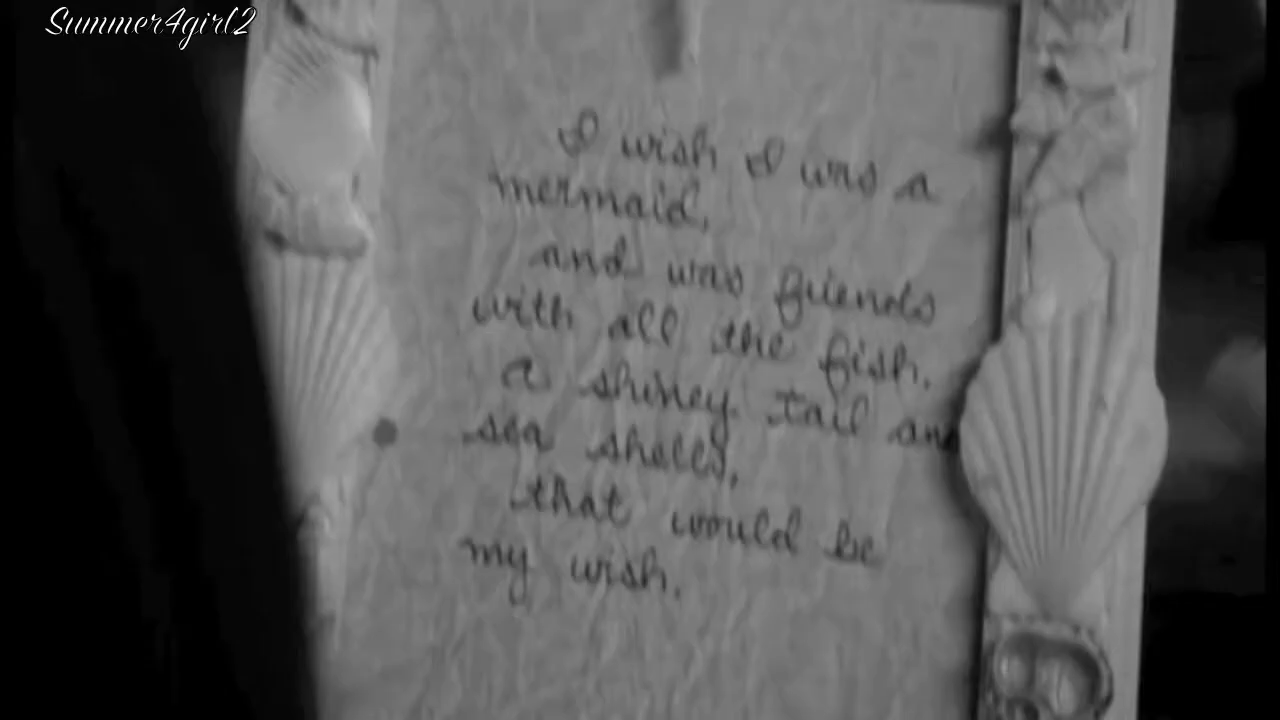 Summer4girl2
I wish I was a
mermaid,
and was friends
with all the fish.
a shiney tail and
sea shells,
that would be
my wish.